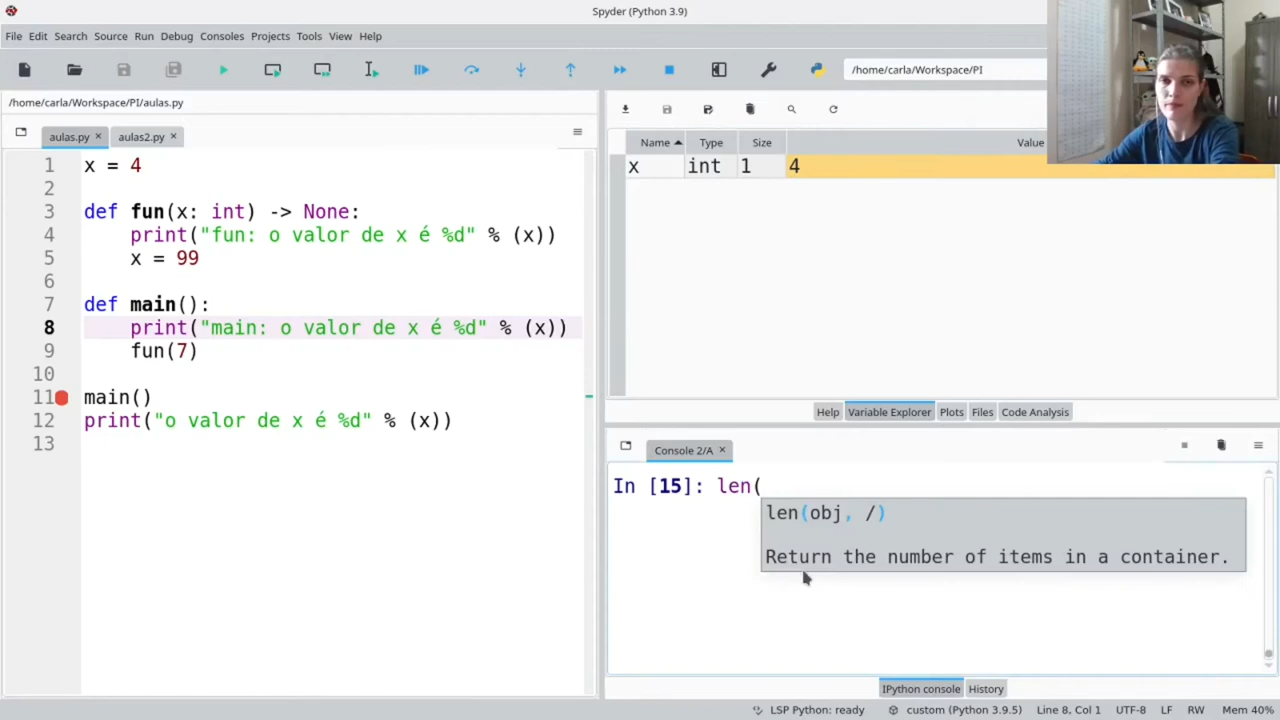 Spyder (Python 3.9)
File Edit Search Source Run Debug Consoles Projects Tools View Help
/home/carla/Workspace/PI
/home/carla/Workspace/PI/aulas.py
aulas.py aulas2.py
1 x = 4
2
3 def fun(x: int) -> None:
4 print("fun: o valor de x é %d" % (x))
5 x = 99
6
7 def main():
8 print("main: o valor de x é %d" % (x))
9 fun(7)
10
11 main()
12 print("o valor de x é %d" % (x))
13
Name Type Size Value
x int 1 4
Help Variable Explorer Plots Files Code Analysis
Console 2/A
In [15]: len(
len(obj, /)
Return the number of items in a container.
IPython console History
LSP Python: ready custom (Python 3.9.5) Line 8, Col 1 UTF-8 LF RW Mem 40%